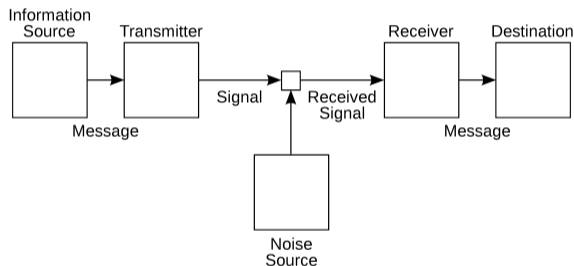 Information
Source
Transmitter
Receiver
Destination
Signal
Received
Signal
Message
Message
Noise
Source